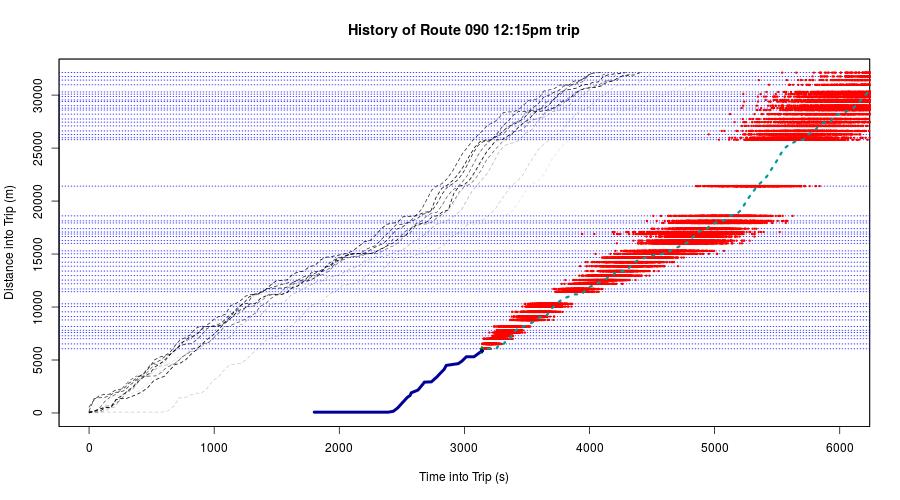 History of Route 090 12:15pm trip
Distance into Trip (m)
30000
25000
20000
15000
10000
5000
0
0 1000 2000 3000 4000 5000 6000
Time into Trip (s)